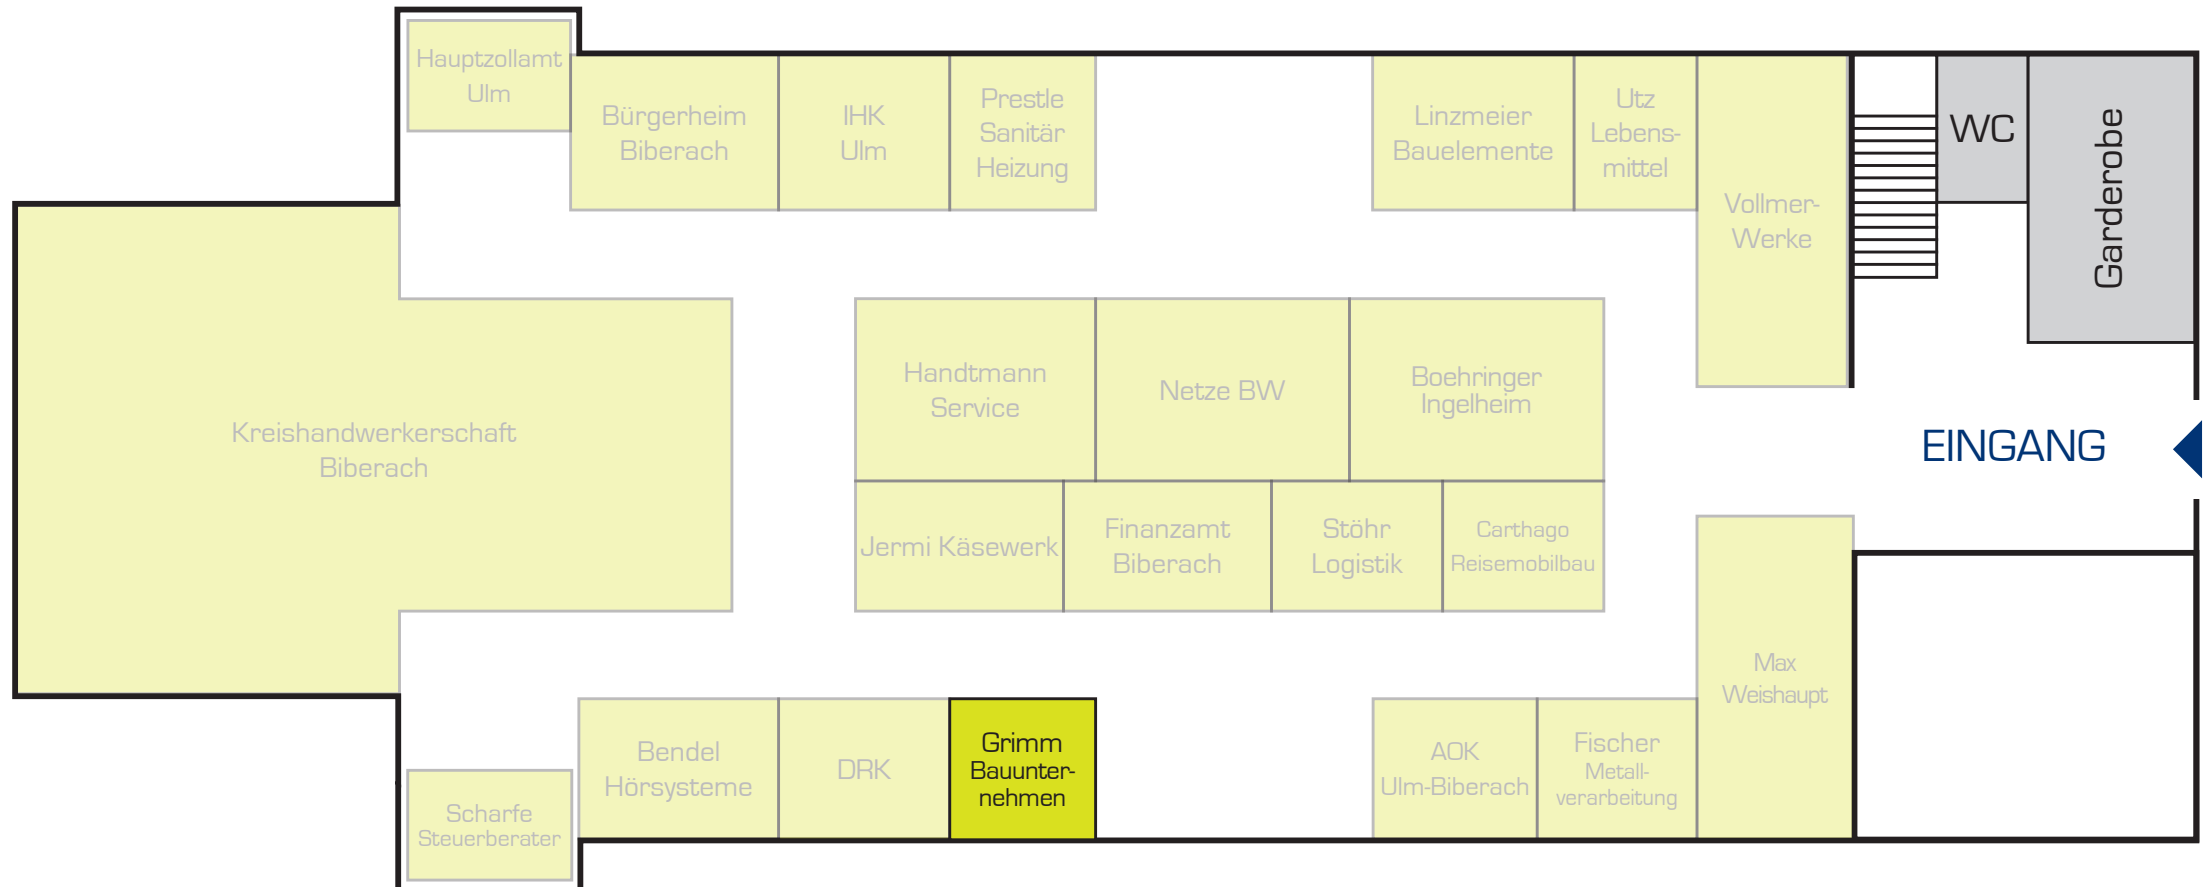 Hauptzollamt
Ulm
Bürgerheim
Biberach
IHK
Ulm
Prestle
Sanitär
Heizung
Linzmeier
Bauelemente
Utz
Lebens-
mittel
Vollmer-
Werke
WC
Garderobe
Kreishandwerkerschaft
Biberach
Handtmann
Service
Netze BW
Boehringer
Ingelheim
EINGANG
Jermi Käsewerk
Finanzamt
Biberach
Stöhr
Logistik
Carthago
Reisemobilbau
Max
Weishaupt
Scharfe
Steuerberater
Bendel
Hörsysteme
DRK
Grimm
Bauunter-
nehmen
AOK
Ulm-Biberach
Fischer
Metall-
verarbeitung